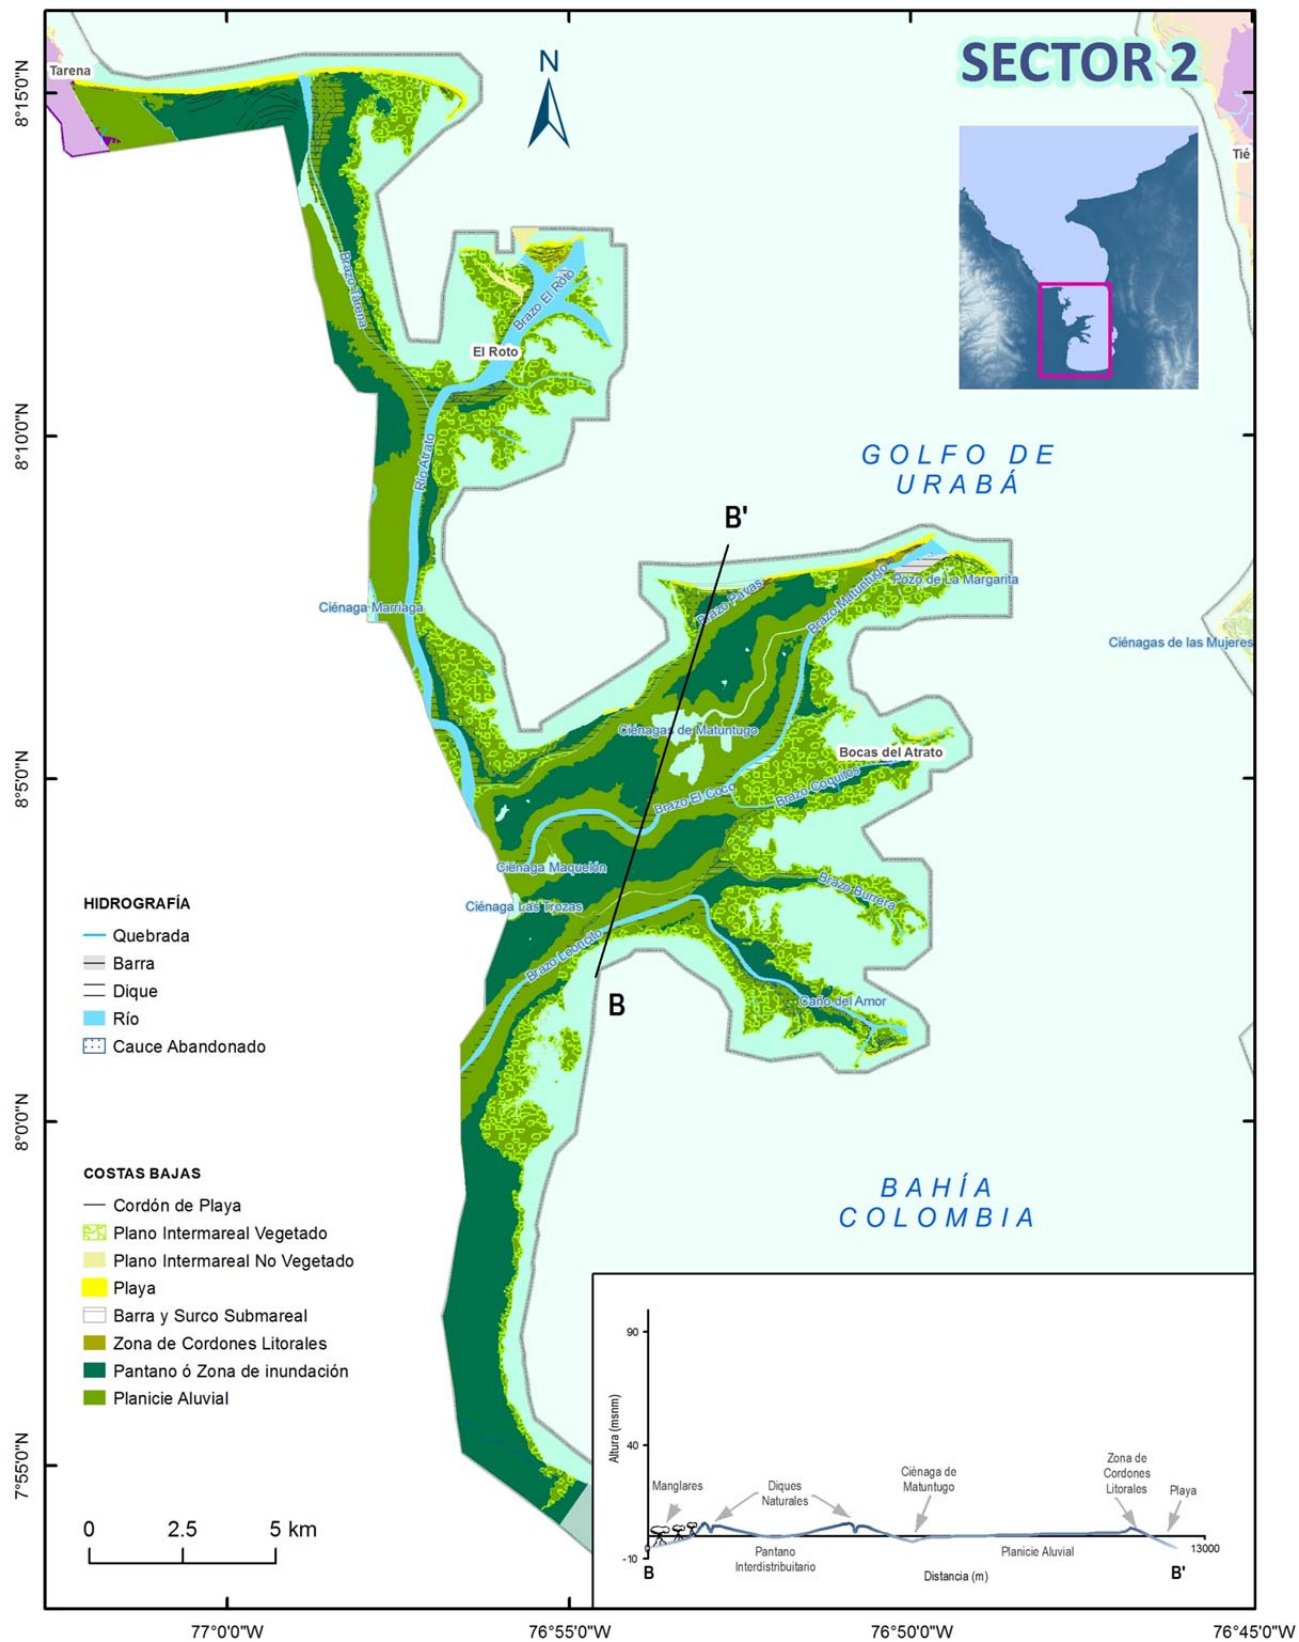 SECTOR 2
N
Tarena
Tié
8°15'0"N
8°10'0"N
8°5'0"N
8°0'0"N
7°55'0"N
Brazo Tarena
Brazo El Roto
El Roto
Río Atrato
GOLFO DE
URABÁ
B'
Pozo de La Margarita
Brazo Pavas
Brazo Matuntugo
Ciénaga Marriaga
Ciénagas de las Mujeres
Ciénagas de Matuntugo
Bocas del Atrato
Brazo Coquitos
Brazo El Coco
Ciénaga Maquelón
Brazo Burrera
Ciénaga Las Trozas
Brazo Leoncito
B
Caño del Amor
BAHÍA
COLOMBIA
HIDROGRAFÍA
Quebrada
Barra
Dique
Río
Cauce Abandonado
COSTAS BAJAS
Cordón de Playa
Plano Intermareal Vegetado
Plano Intermareal No Vegetado
Playa
Barra y Surco Submareal
Zona de Cordones Litorales
Pantano ó Zona de inundación
Planicie Aluvial
0 2.5 5 km
Altura (msnm)
90
40
-10
Manglares
Diques
Naturales
Ciénaga de
Matuntugo
Zona de
Cordones
Litorales
Playa
Pantano
Interdistribuitario
Planicie Aluvial
13000
B
Distancia (m)
B'
77°0'0"W
76°55'0"W
76°50'0"W
76°45'0"W